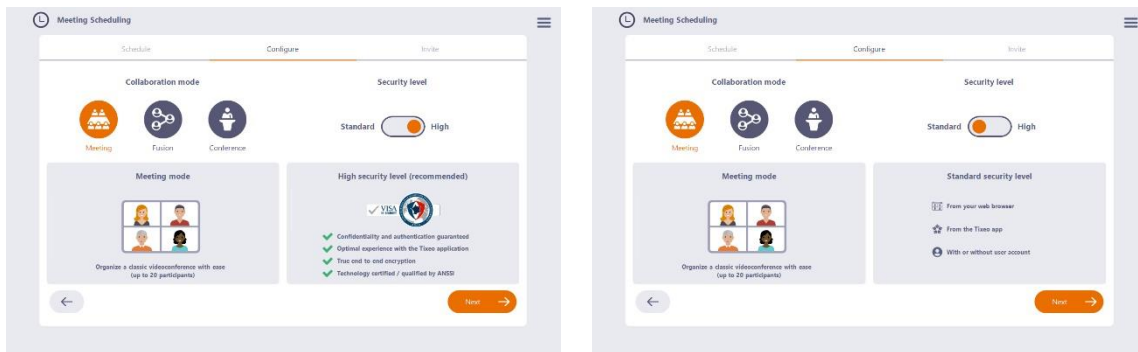 Meeting Scheduling
Schedule Configure Invite
Collaboration mode Security level
Standard High
Meeting Fusion Conference
Meeting mode High security level (recommended)
VISA
Confidentiality and authentication guaranteed
Optimal experience with the Tixeo application
True end to end encryption
Technology certified / qualified by ANSSI
Organize a classic videoconference with ease
(up to 20 participants)
Next
Meeting Scheduling
Schedule Configure Invite
Collaboration mode Security level
Standard High
Meeting Fusion Conference
Meeting mode Standard security level
From your web browser
From the Tixeo app
With or without user account
Organize a classic videoconference with ease
(up to 20 participants)
Next